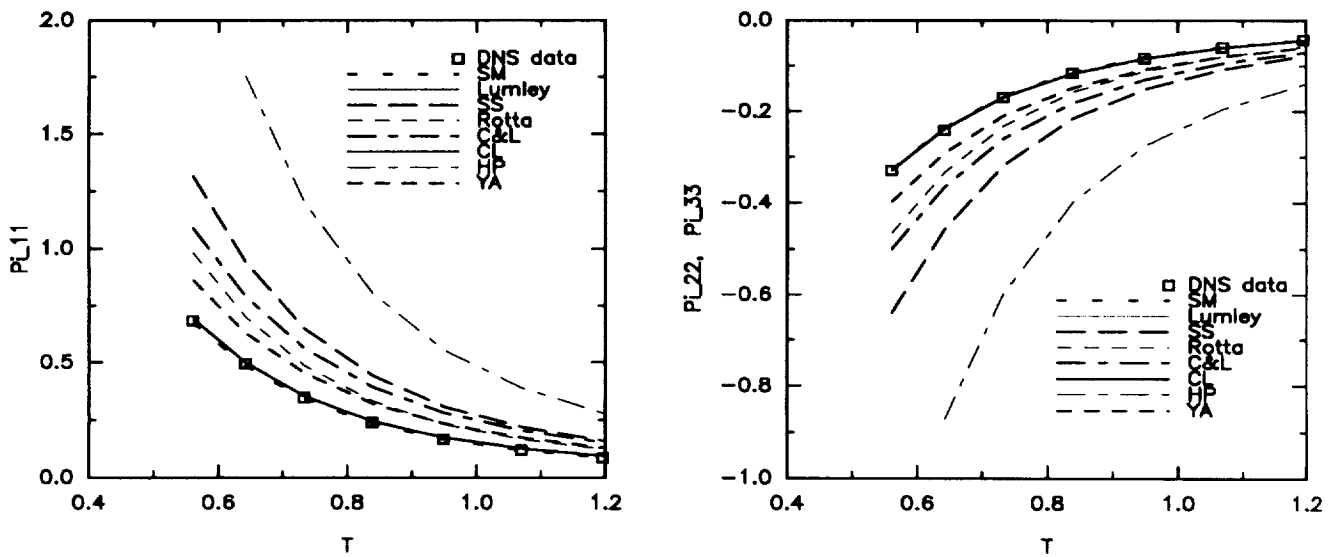 2.0
1.5
1.0
0.5
0.0
0.4 0.6 0.8 1.0 1.2
T
Pi_11
DNS data
SM
Lumley
SS
Rotta
C&L
CL
HP
YA
0.0
-0.2
-0.4
-0.6
-0.8
-1.0
0.4 0.6 0.8 1.0 1.2
T
Pi_22, Pi_33
DNS data
SM
Lumley
SS
Rotta
C&L
CL
HP
YA